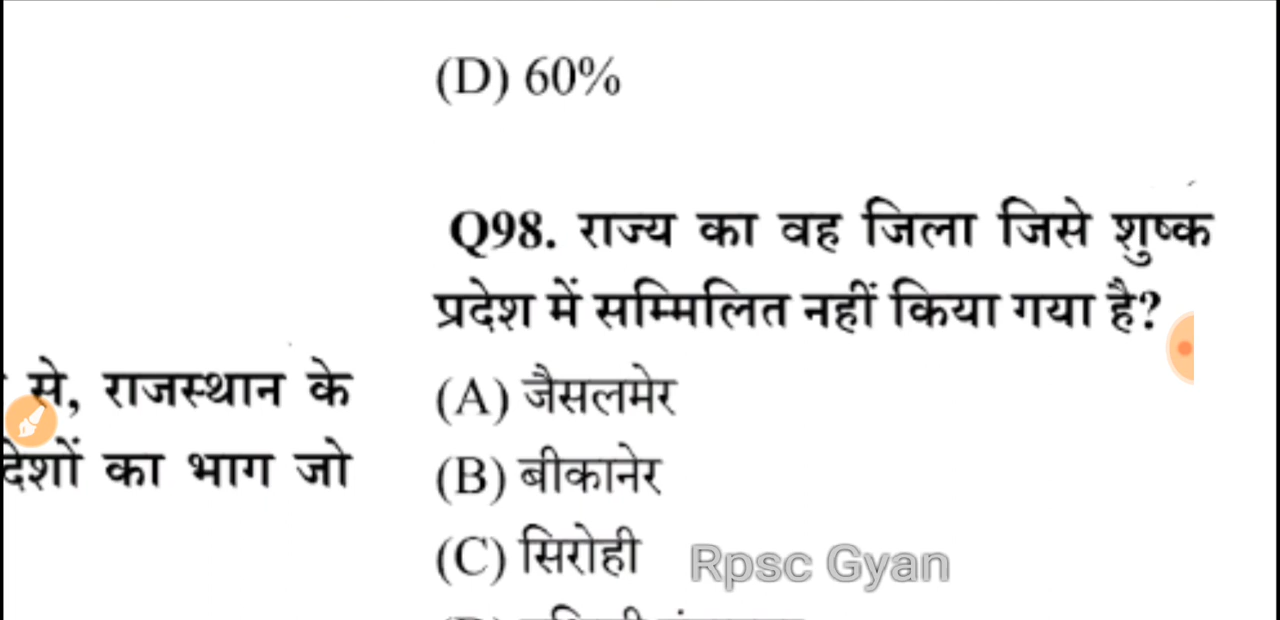 (D) 60%
Q98. राज्य का वह जिला जिसे शुष्क
प्रदेश में सम्मिलित नहीं किया गया है?
से, राजस्थान के
देशों का भाग जो
(A) जैसलमेर
(B) बीकानेर
(C) सिरोही
Rpsc Gyan